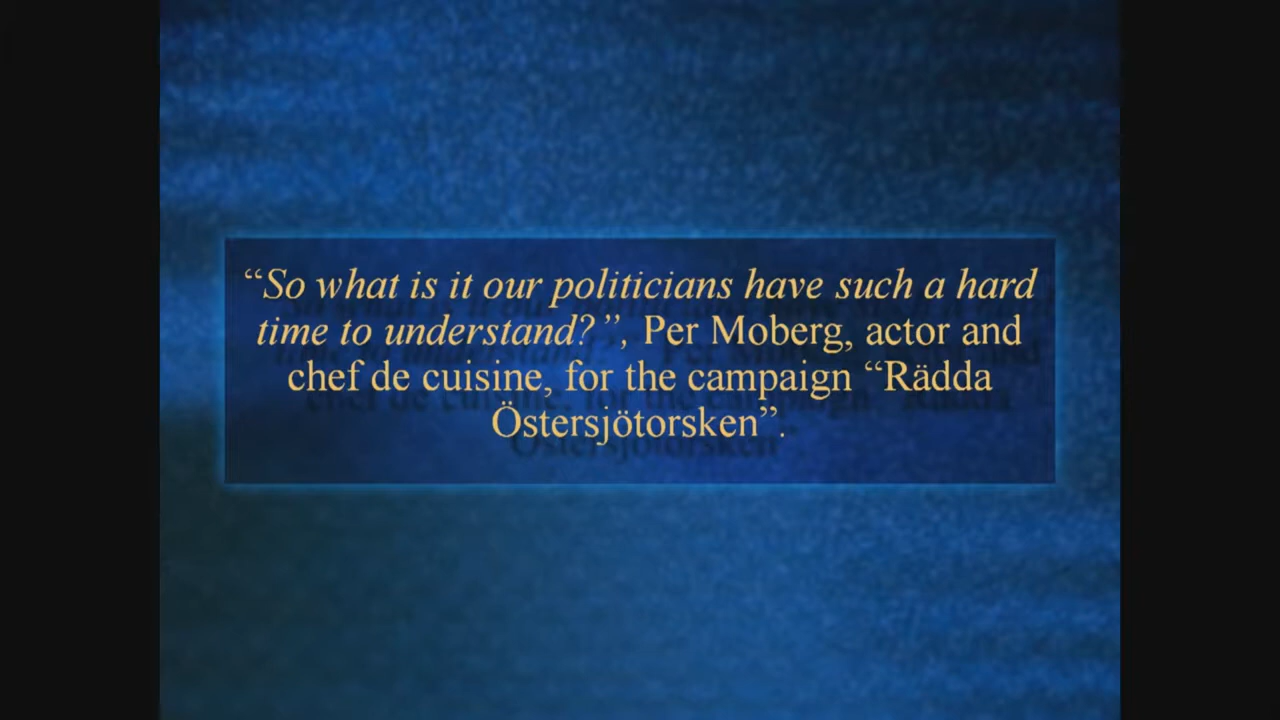 “So what is it our politicians have such a hard
time to understand?”, Per Moberg, actor and
chef de cuisine, for the campaign “Rädda
Östersjötorsken”.